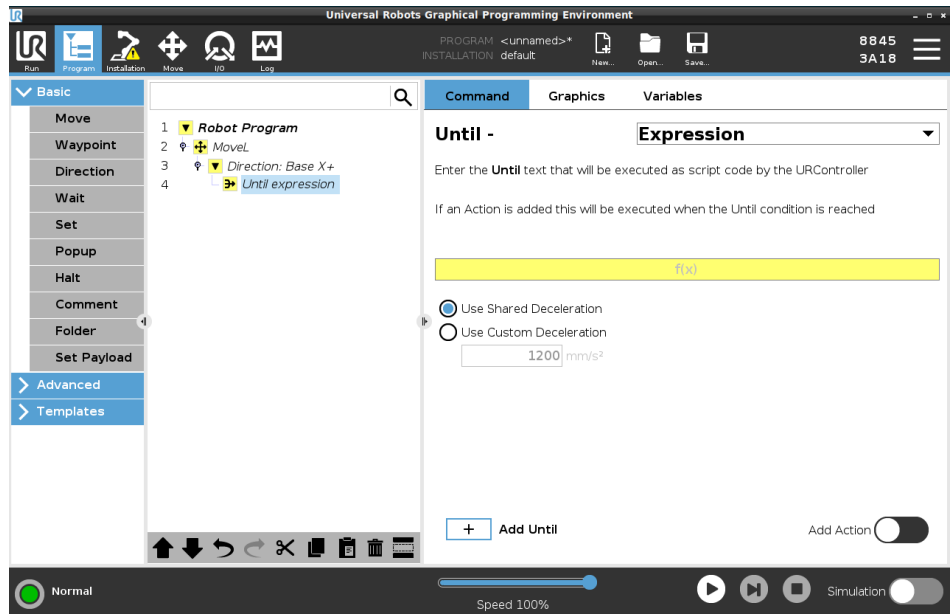 UR
Universal Robots Graphical Programming Environment
UR
Run
Program
Installation
Move
I/O
Log
PROGRAM <unnamed>*
INSTALLATION default
New...
Open...
Save...
8845
3A18
Basic
Move
Waypoint
Direction
Wait
Set
Popup
Halt
Comment
Folder
Set Payload
Advanced
Templates
1 Robot Program
2 MoveL
3 Direction: Base X+
4 Until expression
Command Graphics Variables
Until - Expression
Enter the Until text that will be executed as script code by the URController
If an Action is added this will be executed when the Until condition is reached
f(x)
Use Shared Deceleration
Use Custom Deceleration
1200 mm/s²
+ Add Until
Add Action
Normal
Speed 100%
Simulation